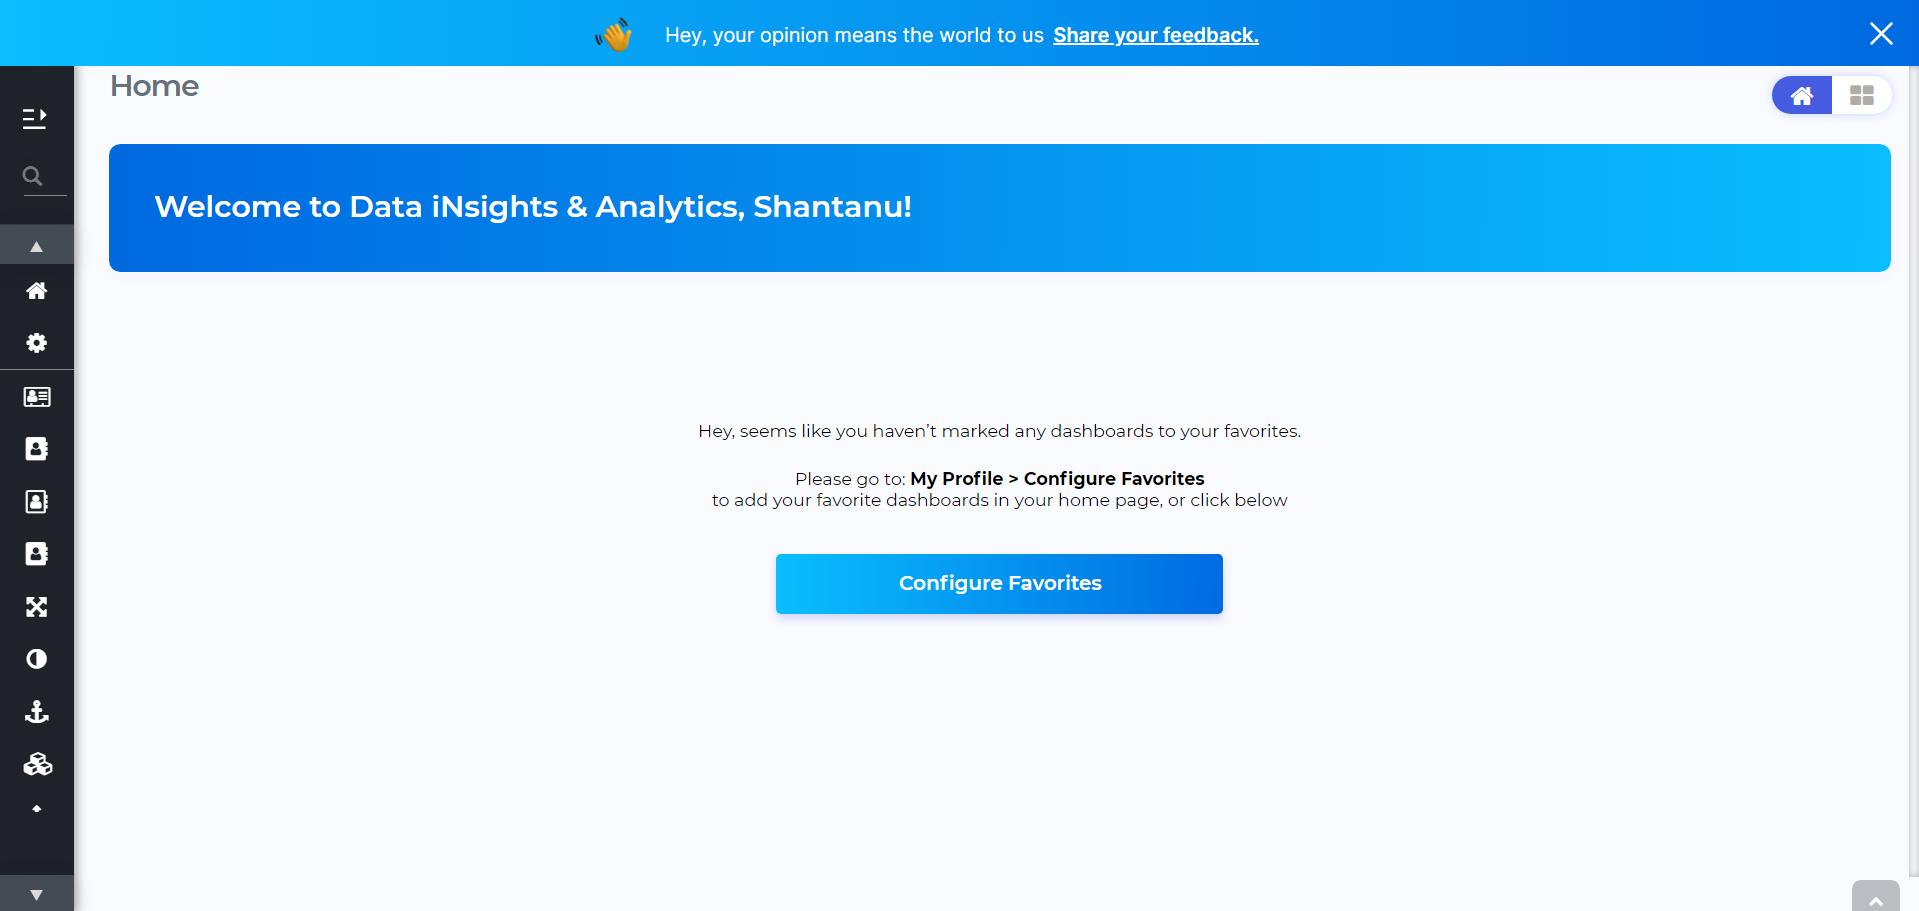 Hey, your opinion means the world to us Share your feedback.
Home
Welcome to Data iNsights & Analytics, Shantanu!
Hey, seems like you haven’t marked any dashboards to your favorites.
Please go to: My Profile > Configure Favorites
to add your favorite dashboards in your home page, or click below
Configure Favorites